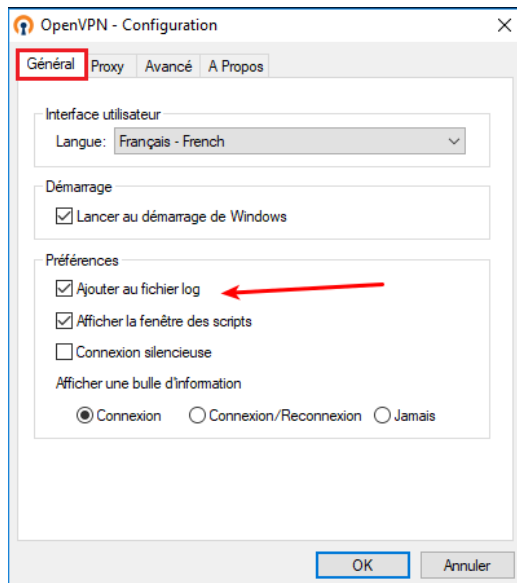 OpenVPN - Configuration
Général Proxy Avancé A Propos
Interface utilisateur
Langue: Français - French
Démarrage
Lancer au démarrage de Windows
Préférences
Ajouter au fichier log
Afficher la fenêtre des scripts
Connexion silencieuse
Afficher une bulle d'information
Connexion Connexion/Reconnexion Jamais
OK Annuler